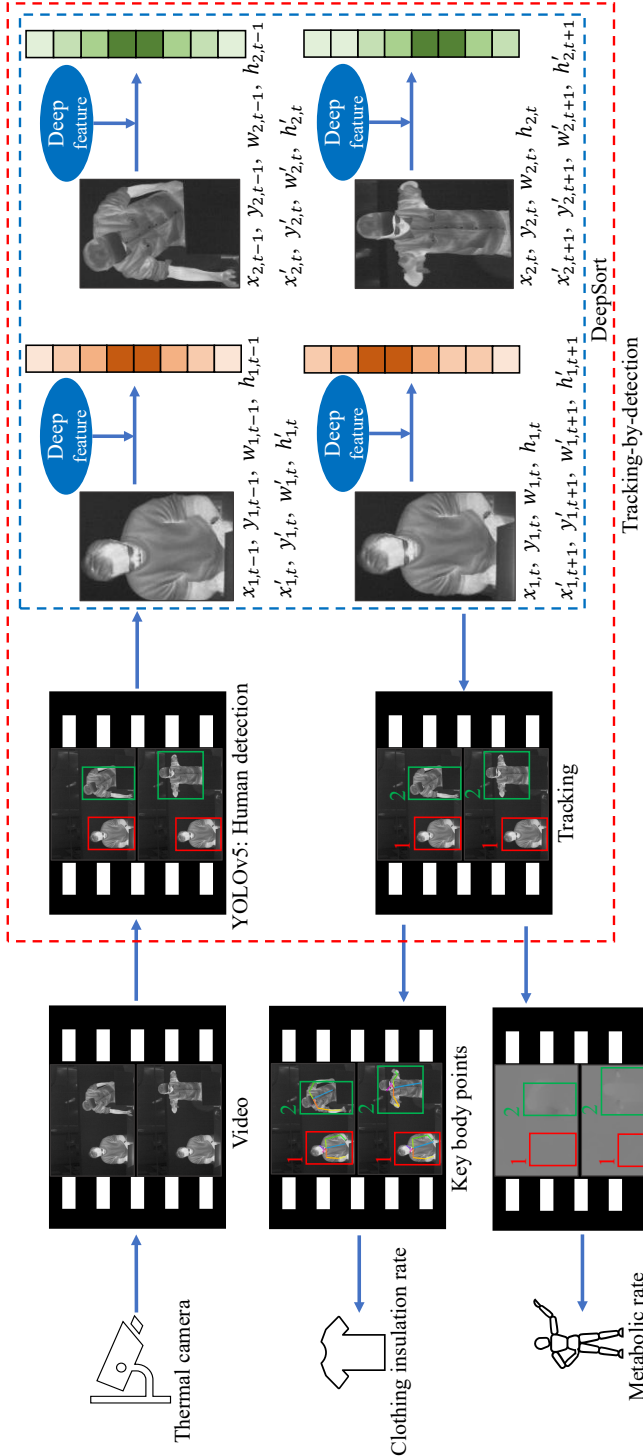 Thermal camera
Video
YOLOv5: Human detection
Deep
feature
x₁,ₜ₋₁, y₁,ₜ₋₁, w₁,ₜ₋₁, h₁,ₜ₋₁
x′₁,ₜ, y′₁,ₜ, w′₁,ₜ, h′₁,ₜ
Deep
feature
x₂,ₜ₋₁, y₂,ₜ₋₁, w₂,ₜ₋₁, h₂,ₜ₋₁
x′₂,ₜ, y′₂,ₜ, w′₂,ₜ, h′₂,ₜ
Clothing insulation rate
1
2
1
2
Key body points
1
2
1
2
Tracking
Deep
feature
x₁,ₜ, y₁,ₜ, w₁,ₜ, h₁,ₜ
x′₁,ₜ₊₁, y′₁,ₜ₊₁, w′₁,ₜ₊₁, h′₁,ₜ₊₁
Deep
feature
x₂,ₜ, y₂,ₜ, w₂,ₜ, h₂,ₜ
x′₂,ₜ₊₁, y′₂,ₜ₊₁, w′₂,ₜ₊₁, h′₂,ₜ₊₁
DeepSort
Tracking-by-detection
Metabolic rate
1
2
1
2